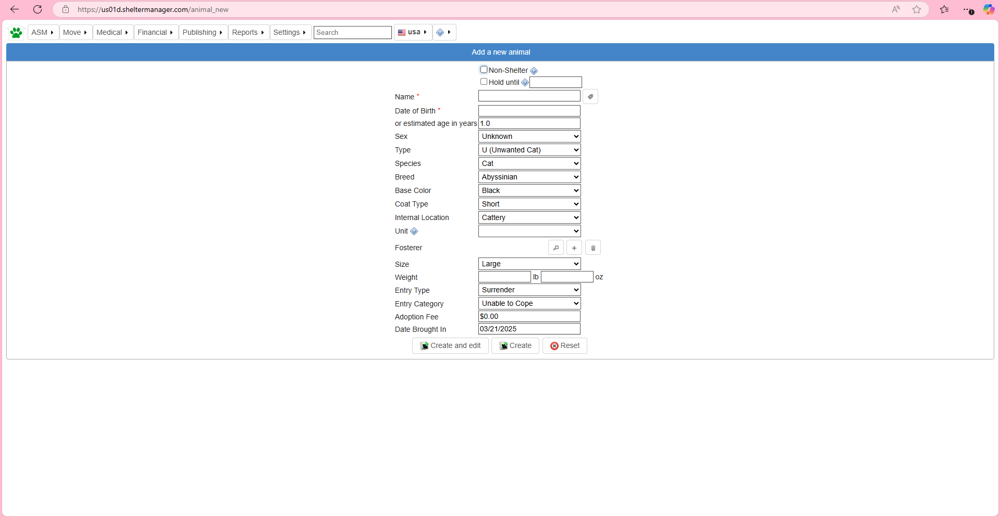 https://us01d.sheltermanager.com/animal_new
ASM Move Medical Financial Publishing Reports Settings Search usa
Add a new animal
Non-Shelter
Hold until
Name *
Date of Birth *
or estimated age in years 1.0
Sex Unknown
Type U (Unwanted Cat)
Species Cat
Breed Abyssinian
Base Color Black
Coat Type Short
Internal Location Cattery
Unit
Fosterer
Size Large
Weight lb oz
Entry Type Surrender
Entry Category Unable to Cope
Adoption Fee $0.00
Date Brought In 03/21/2025
Create and edit Create Reset